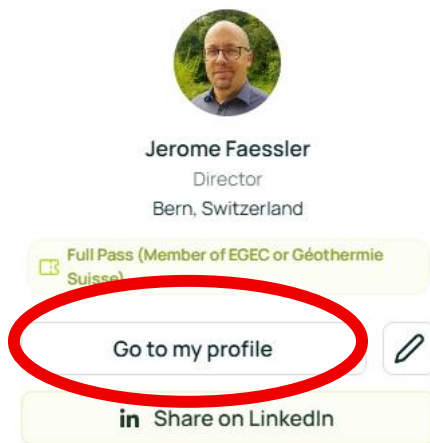 Jerome Faessler
Director
Bern, Switzerland
Full Pass (Member of EGEC or Géothermie
Suisse)
Go to my profile
in Share on LinkedIn